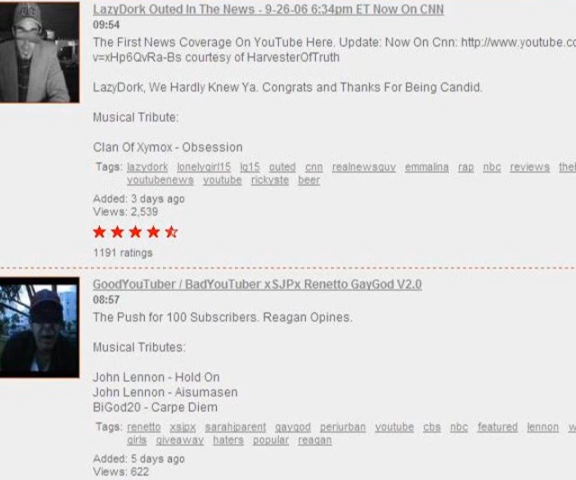 LazyDork Outed In The News - 9-26-06 6:34pm ET Now On CNN
09:54
The First News Coverage On YouTube Here. Update: Now On Cnn: http://www.youtube.co
v=xHp6QvRa-Bs courtesy of HarvesterOfTruth
LazyDork, We Hardly Knew Ya. Congrats and Thanks For Being Candid.
Musical Tribute:
Clan Of Xymox - Obsession
Tags: lazydork lonelygirl15 lg15 outed cnn realnewsguy emmalina rap nbc reviews
youtubenews youtube rickyste beer
Added: 3 days ago
Views: 2,539
1191 ratings
GoodYouTuber / BadYouTuber xSJPx Renetto GayGod V2.0
08:57
The Push for 100 Subscribers. Reagan Opines.
Musical Tributes:
John Lennon - Hold On
John Lennon - Aisumasen
BiGod20 - Carpe Diem
Tags: renetto xsjpx sarahjparent gaygod periurban youtube cbs nbc featured lennon w
girls giveaway haters popular reagan
Added: 5 days ago
Views: 622